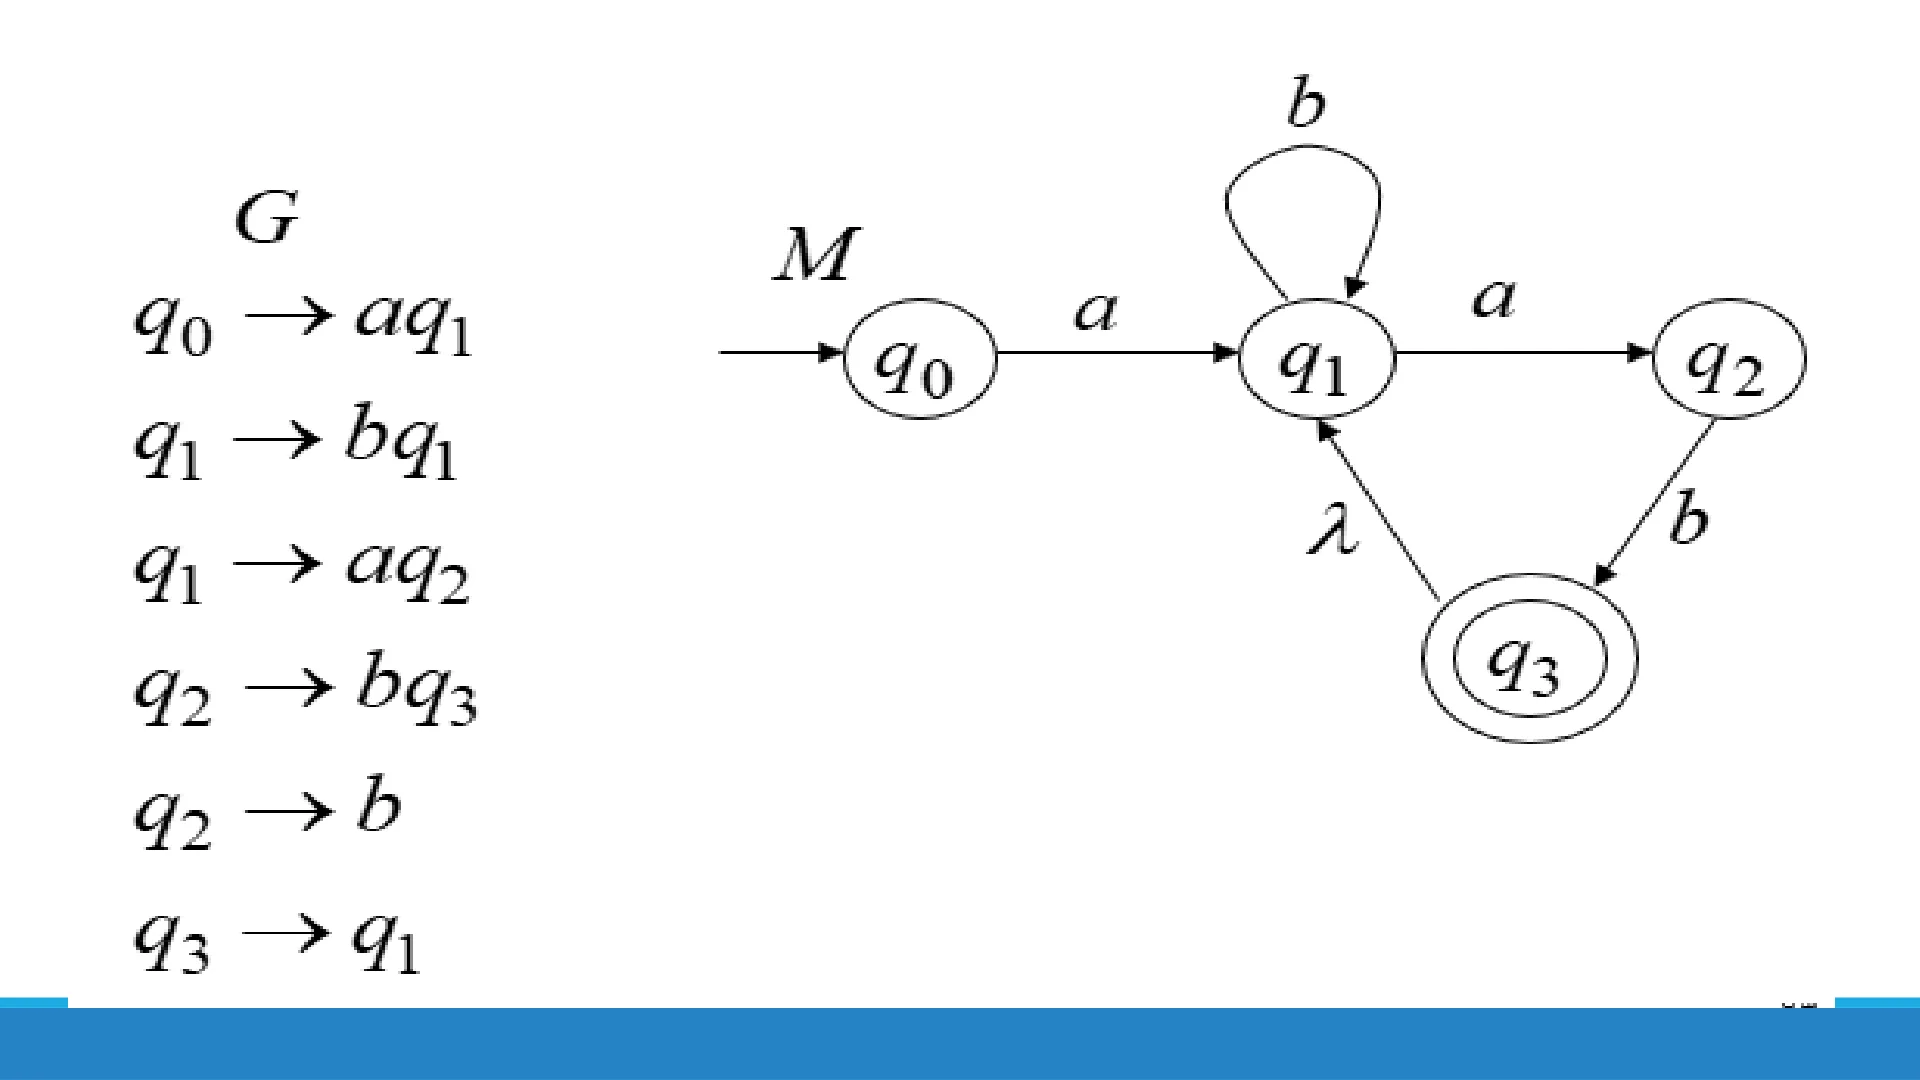 G
q₀ → aq₁
q₁ → bq₁
q₁ → aq₂
q₂ → bq₃
q₂ → b
q₃ → q₁
M
b
a
a
q₀
q₁
q₂
λ
b
q₃